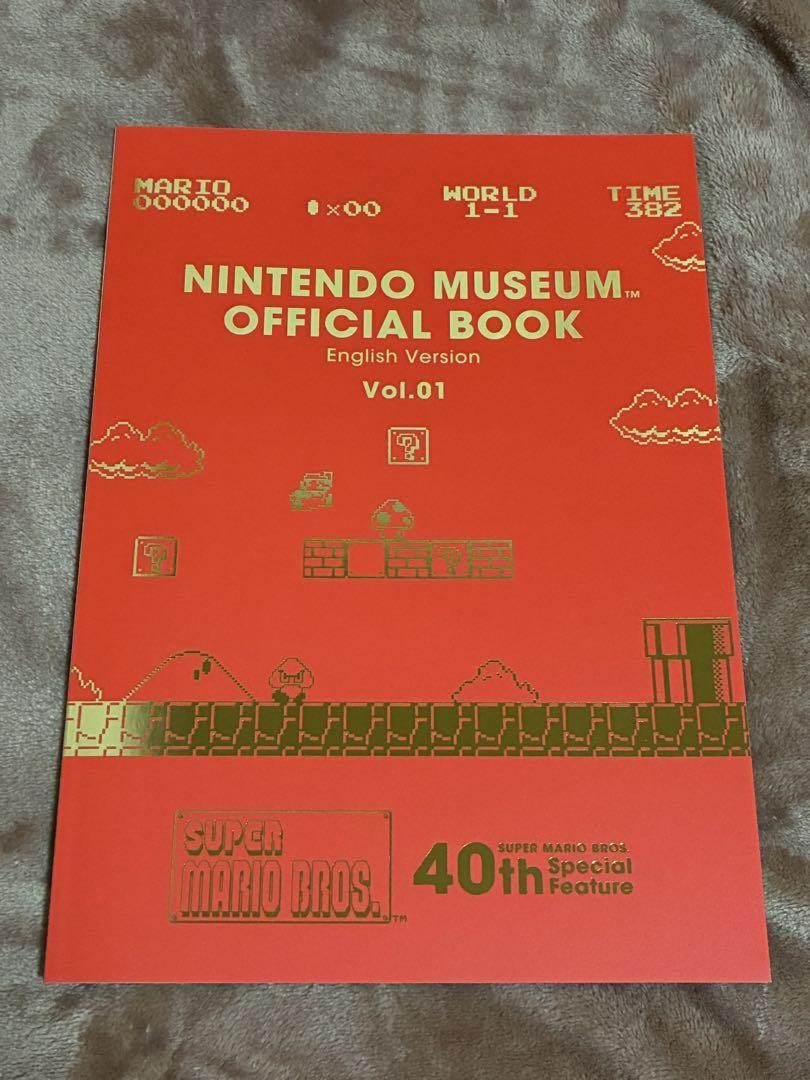 MARIO
000000
×00
WORLD
1-1
TIME
382
NINTENDO MUSEUM™
OFFICIAL BOOK
English Version
Vol.01
?
?
?
SUPER
MARIO BROS.™
40th
SUPER MARIO BROS.
Special
Feature